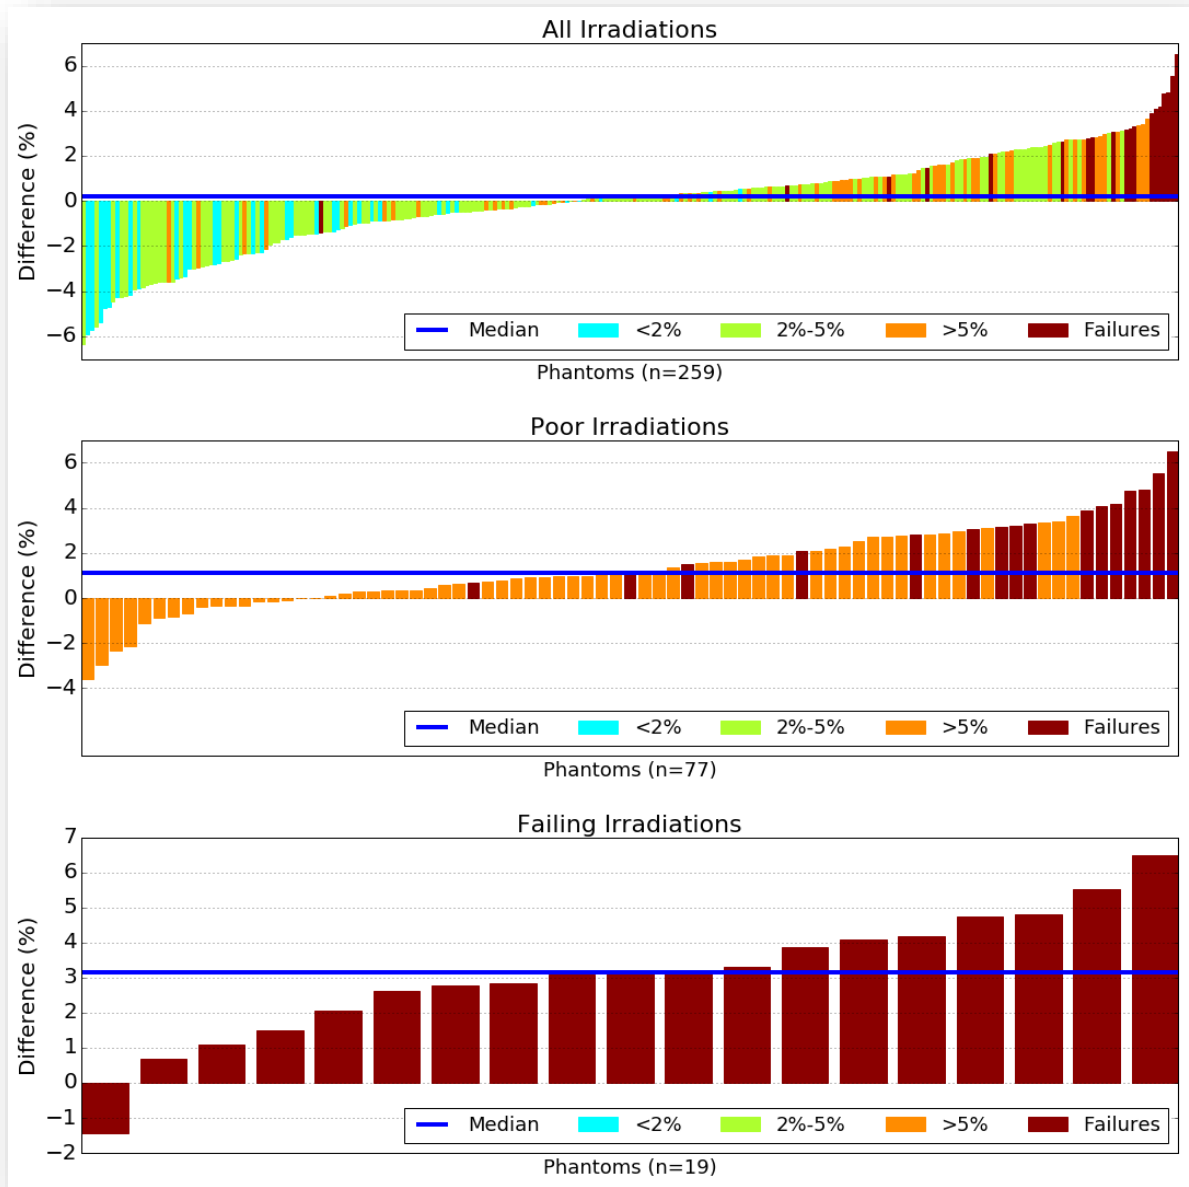 All Irradiations
Difference (%)
6
4
2
0
−2
−4
−6
Median <2% 2%-5% >5% Failures
Phantoms (n=259)
Poor Irradiations
Difference (%)
6
4
2
0
−2
−4
Median <2% 2%-5% >5% Failures
Phantoms (n=77)
Failing Irradiations
Difference (%)
7
6
5
4
3
2
1
0
−1
−2
Median <2% 2%-5% >5% Failures
Phantoms (n=19)